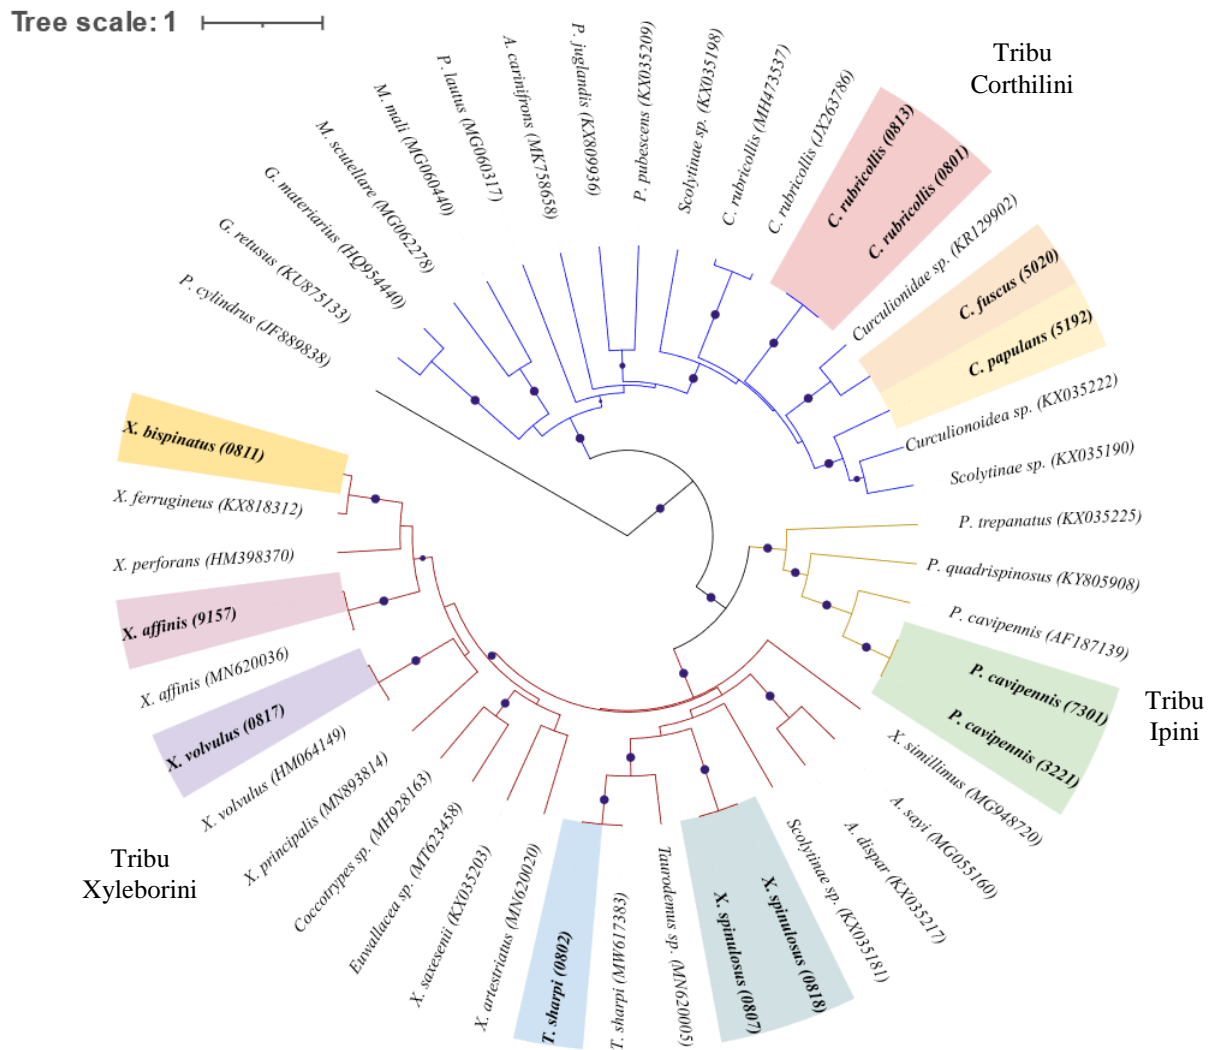 Tree scale: 1
Tribu
Corthilini
P. cylindrus (JF889838)
G. retusus (KU875133)
G. materiarius (HQ954440)
M. scutellare (MG062278)
M. mali (MG060440)
P. lautus (MG060317)
A. carinifrons (MK758658)
P. juglandis (KX809936)
P. pubescens (KX035209)
Scolytinae sp. (KX035198)
C. rubricollis (MH473537)
C. rubricollis (JX263786)
C. rubricollis (0813)
C. rubricollis (0801)
Curculionidae sp. (KR129902)
C. fuscus (5020)
C. papulans (5192)
Curculionoidea sp. (KX035222)
Scolytinae sp. (KX035190)
P. trepanatus (KX035225)
P. quadrispinosus (KY805908)
P. cavipennis (AF187139)
P. cavipennis (7301)
P. cavipennis (3221)
Tribu
Ipini
X. simillimus (MG948720)
A. sayi (MG055160)
A. dispar (KX035217)
Scolytinae sp. (KX035181)
X. spinulosus (0818)
X. spinulosus (0807)
Taurodemus sp. (MN620005)
T. sharpi (MW617383)
T. sharpi (0802)
X. artestriatus (MN620020)
X. saxesenii (KX035203)
Euwallucea sp. (MT623458)
Coccotrypes sp. (MH928163)
X. principalis (MN893814)
X. volvulus (HM064149)
X. volvulus (0817)
X. affinis (MN620036)
X. affinis (9157)
X. perforans (HM398370)
X. ferrugineus (KX818312)
X. bispinatus (0811)
Tribu
Xyleborini